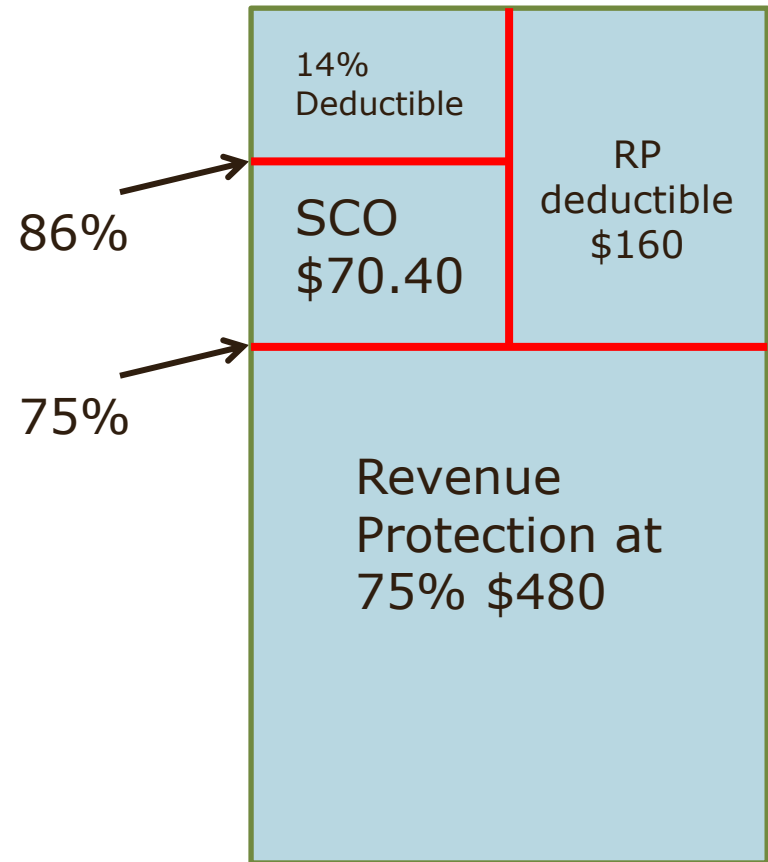 14%
Deductible
RP
deductible
$160
86%
SCO
$70.40
75%
Revenue
Protection at
75% $480